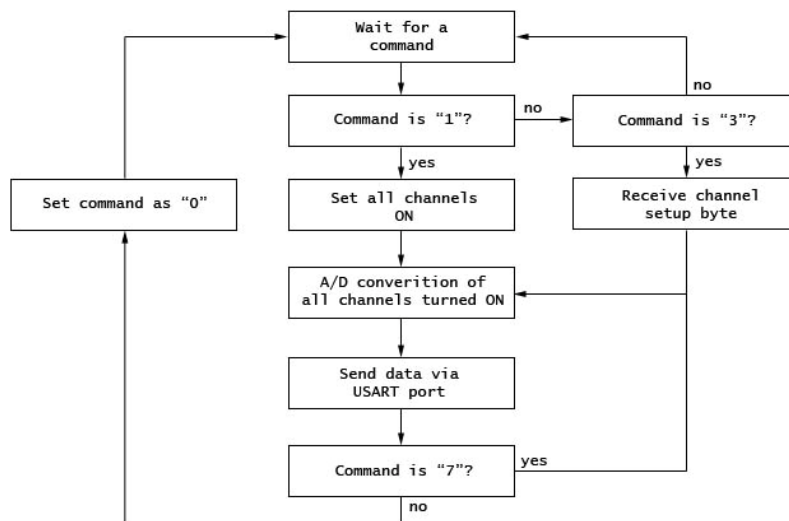 Wait for a
command
no
Command is “1”?
no
Command is “3”?
yes
yes
Set command as “0”
Set all channels
ON
Receive channel
setup byte
A/D converition of
all channels turned ON
Send data via
USART port
Command is “7”?
yes
no